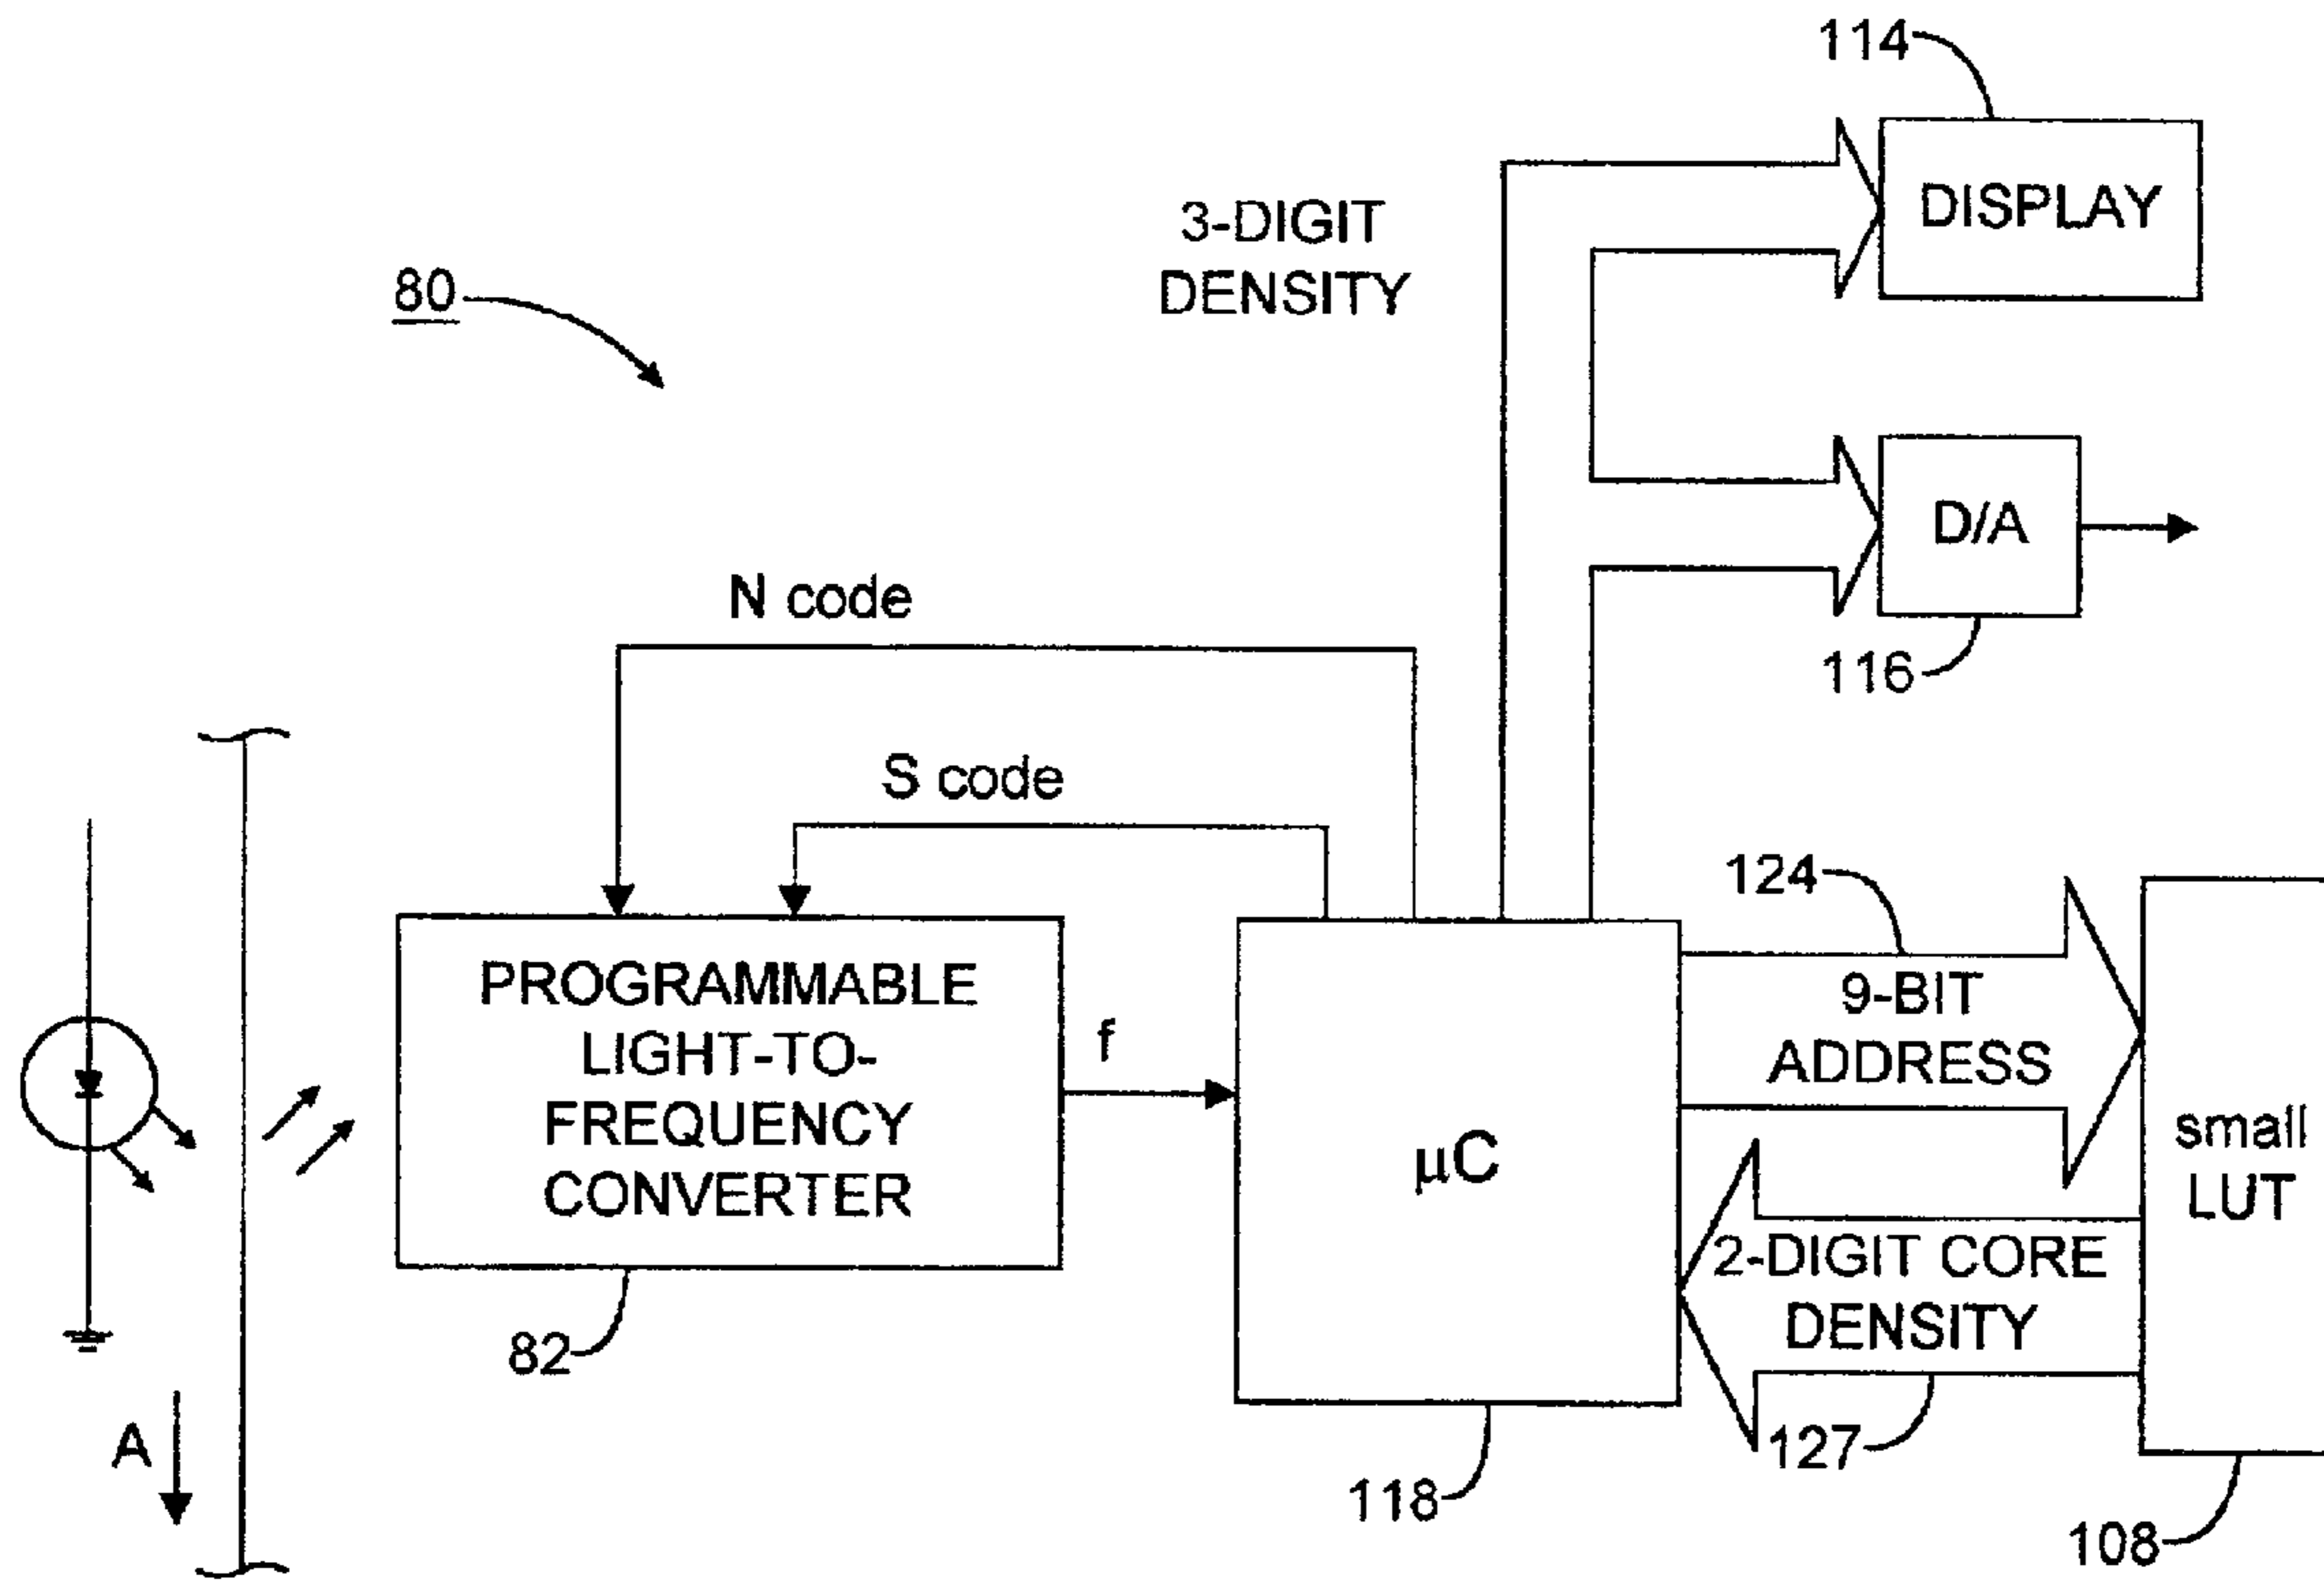 114
DISPLAY
3-DIGIT
DENSITY
80
D/A
116
N code
S code
124
PROGRAMMABLE
LIGHT-TO-
FREQUENCY
CONVERTER
f
9-BIT
ADDRESS
µC
small
LUT
2-DIGIT CORE
DENSITY
82
A
127
118
108